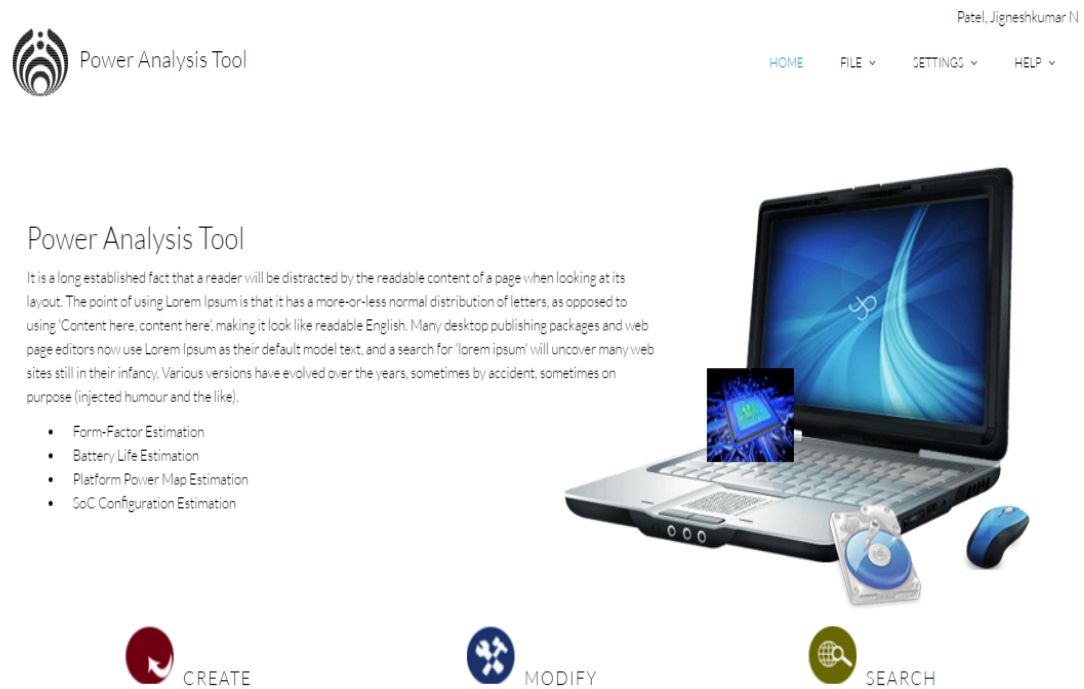 Patel, Jigneshkumar N
Power Analysis Tool
HOME FILE SETTINGS HELP
Power Analysis Tool
It is a long established fact that a reader will be distracted by the readable content of a page when looking at its
layout. The point of using Lorem Ipsum is that it has a more-or-less normal distribution of letters, as opposed to
using 'Content here, content here', making it look like readable English. Many desktop publishing packages and web
page editors now use Lorem Ipsum as their default model text, and a search for 'lorem ipsum' will uncover many web
sites still in their infancy. Various versions have evolved over the years, sometimes by accident, sometimes on
purpose (injected humour and the like).
• Form-Factor Estimation
• Battery Life Estimation
• Platform Power Map Estimation
• SoC Configuration Estimation
CREATE MODIFY SEARCH